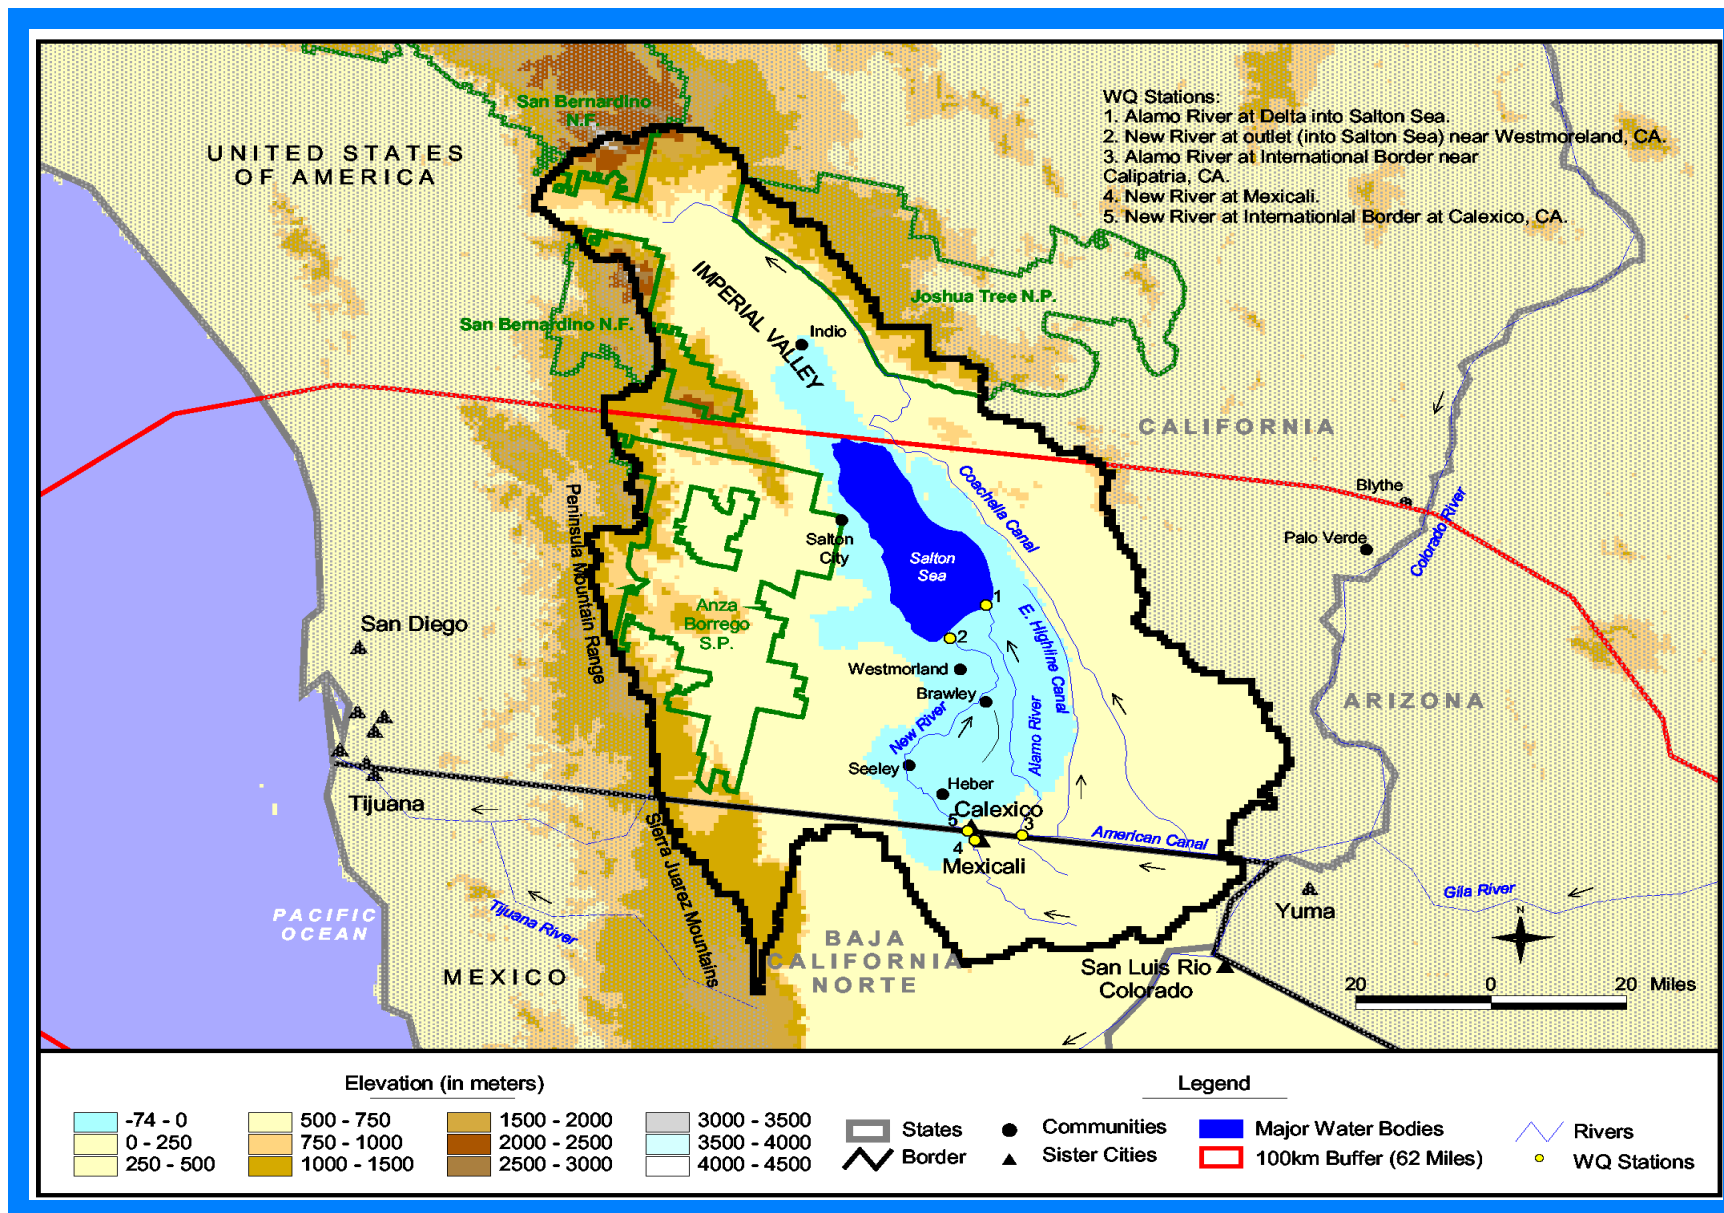 San Bernardino
N.F.
UNITED STATES
OF AMERICA
WQ Stations:
1. Alamo River at Delta into Salton Sea.
2. New River at outlet (into Salton Sea) near Westmoreland, CA.
3. Alamo River at International Border near
Calipatria, CA.
4. New River at Mexicali.
5. New River at Internationlal Border at Calexico, CA.
IMPERIAL VALLEY
Joshua Tree N.P.
San Bernardino N.F.
Indio
CALIFORNIA
Coachella Canal
Blythe
Colorado River
Peninsula Mountain Range
Salton
City
Salton
Sea
Palo Verde
1
2
Anza
Borrego
S.P.
E. Highline Canal
San Diego
Westmorland
Brawley
ARIZONA
New River
Alamo River
Seeley
Heber
Tijuana
Calexico
5
3
4
American Canal
Mexicali
Sierra Juarez Mountains
Tijuana River
Gila River
Yuma
PACIFIC
OCEAN
BAJA
CALIFORNIA
NORTE
MEXICO
San Luis Rio
Colorado
N
20 0 20 Miles
Elevation (in meters)
-74 - 0
0 - 250
250 - 500
500 - 750
750 - 1000
1000 - 1500
1500 - 2000
2000 - 2500
2500 - 3000
3000 - 3500
3500 - 4000
4000 - 4500
Legend
States
Border
Communities
Sister Cities
Major Water Bodies
100km Buffer (62 Miles)
Rivers
WQ Stations